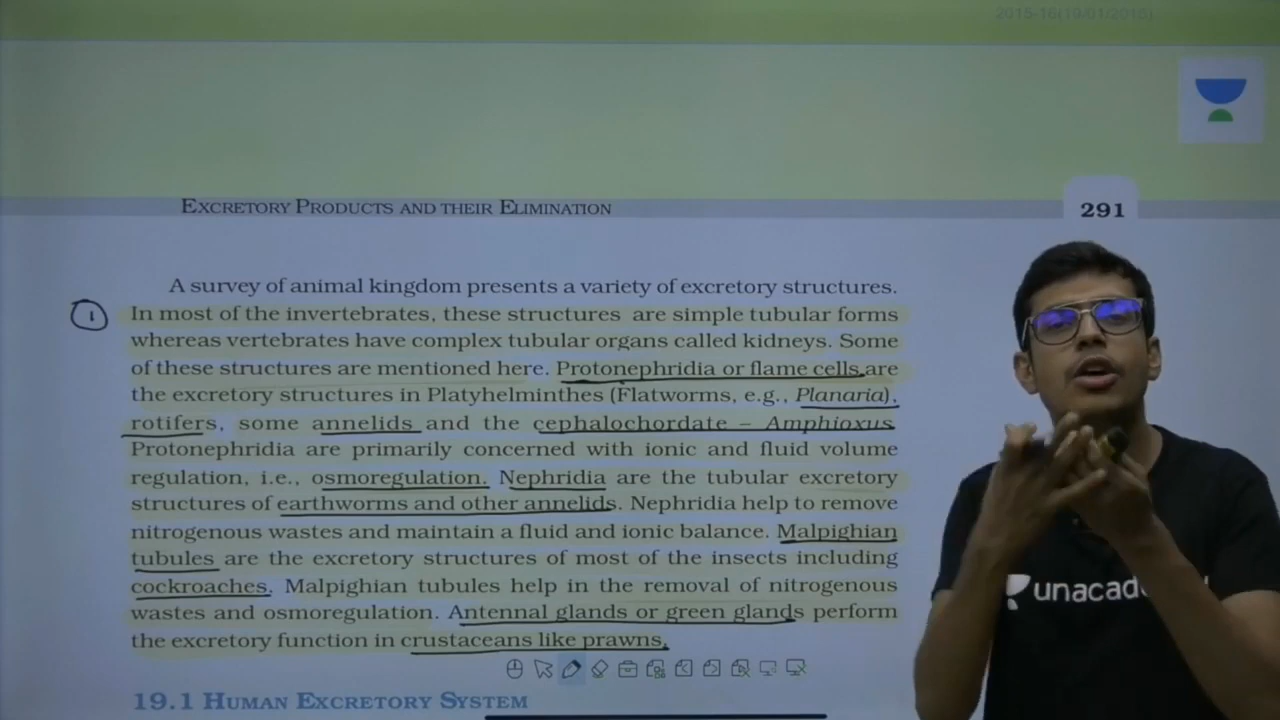 2015-16(19/01/2015)
EXCRETORY PRODUCTS AND THEIR ELIMINATION
291
A survey of animal kingdom presents a variety of excretory structures.
1
In most of the invertebrates, these structures are simple tubular forms
whereas vertebrates have complex tubular organs called kidneys. Some
of these structures are mentioned here. Protonephridia or flame cells are
the excretory structures in Platyhelminthes (Flatworms, e.g., Planaria),
rotifers, some annelids and the cephalochordate – Amphioxus.
Protonephridia are primarily concerned with ionic and fluid volume
regulation, i.e., osmoregulation. Nephridia are the tubular excretory
structures of earthworms and other annelids. Nephridia help to remove
nitrogenous wastes and maintain a fluid and ionic balance. Malpighian
tubules are the excretory structures of most of the insects including
cockroaches. Malpighian tubules help in the removal of nitrogenous
wastes and osmoregulation. Antennal glands or green glands perform
the excretory function in crustaceans like prawns.
unacade
19.1 HUMAN EXCRETORY SYSTEM